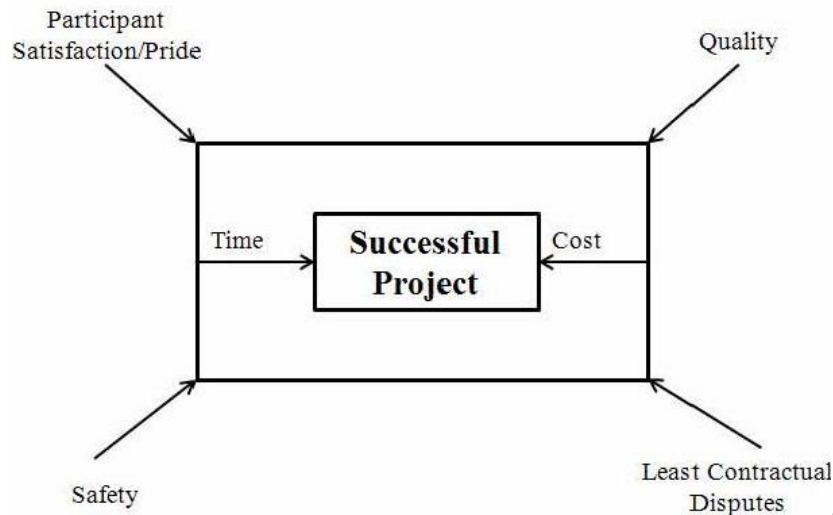 Participant
Satisfaction/Pride
Quality
Time
Successful
Project
Cost
Safety
Least Contractual
Disputes